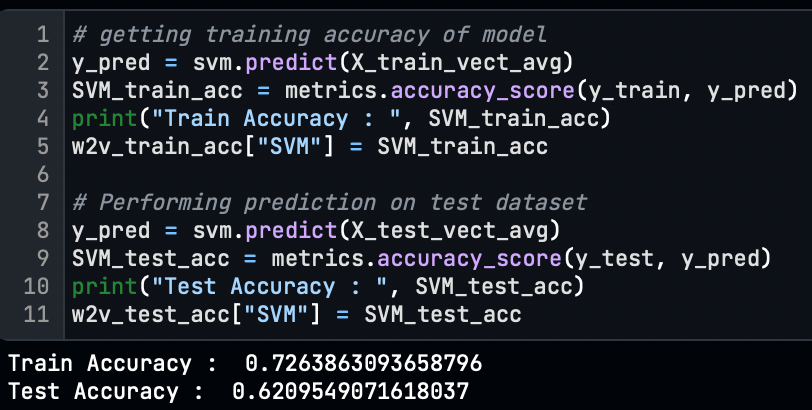 1 # getting training accuracy of model
2 y_pred = svm.predict(X_train_vect_avg)
3 SVM_train_acc = metrics.accuracy_score(y_train, y_pred)
4 print("Train Accuracy : ", SVM_train_acc)
5 w2v_train_acc["SVM"] = SVM_train_acc
6
7 # Performing prediction on test dataset
8 y_pred = svm.predict(X_test_vect_avg)
9 SVM_test_acc = metrics.accuracy_score(y_test, y_pred)
10 print("Test Accuracy : ", SVM_test_acc)
11 w2v_test_acc["SVM"] = SVM_test_acc
Train Accuracy :  0.7263863093658796
Test Accuracy :  0.6209549071618037